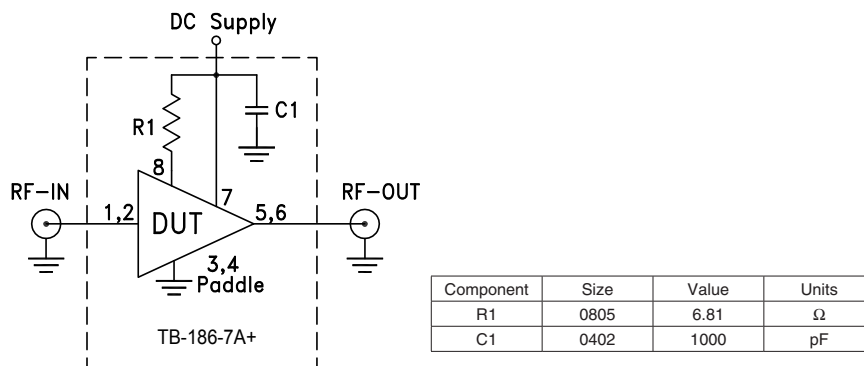 DC Supply
R1
C1
8
7
RF-IN
RF-OUT
1,2
DUT
5,6
3,4
Paddle
TB-186-7A+
Component Size Value Units
R1 0805 6.81 Ω
C1 0402 1000 pF